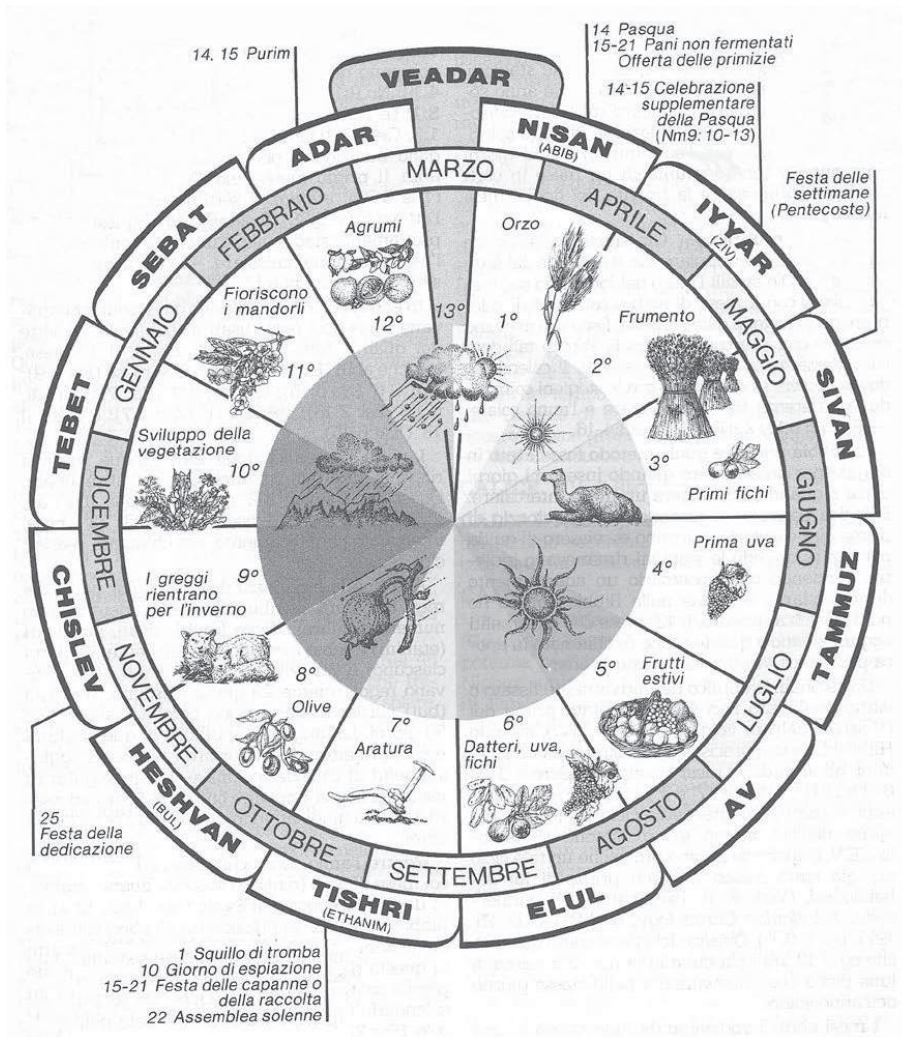 14, 15 Purim
14 Pasqua
15-21 Pani non fermentati
Offerta delle primizie
14-15 Celebrazione
supplementare
della Pasqua
(Nm9: 10-13)
Festa delle
settimane
(Pentecoste)
VEADAR
NISAN
(ABIB)
IYYAR
(ZIV)
SIVAN
TAMMUZ
AV
ELUL
TISHRI
(ETHANIM)
HESHVAN
(BUL)
CHISLEV
TEBET
SEBAT
ADAR
MARZO
APRILE
MAGGIO
GIUGNO
LUGLIO
AGOSTO
SETTEMBRE
OTTOBRE
NOVEMBRE
DICEMBRE
GENNAIO
FEBBRAIO
Orzo
1°
Frumento
2°
3°
Primi fichi
Prima uva
4°
5°
Frutti
estivi
6°
Datteri, uva,
fichi
7°
Aratura
8°
Olive
9°
I greggi
rientrano
per l'inverno
Sviluppo della
vegetazione
10°
Fioriscono
i mandorli
11°
Agrumi
12°
13°
25
Festa della
dedicazione
1 Squillo di tromba
10 Giorno di espiazione
15-21 Festa delle capanne o
della raccolta
22 Assemblea solenne